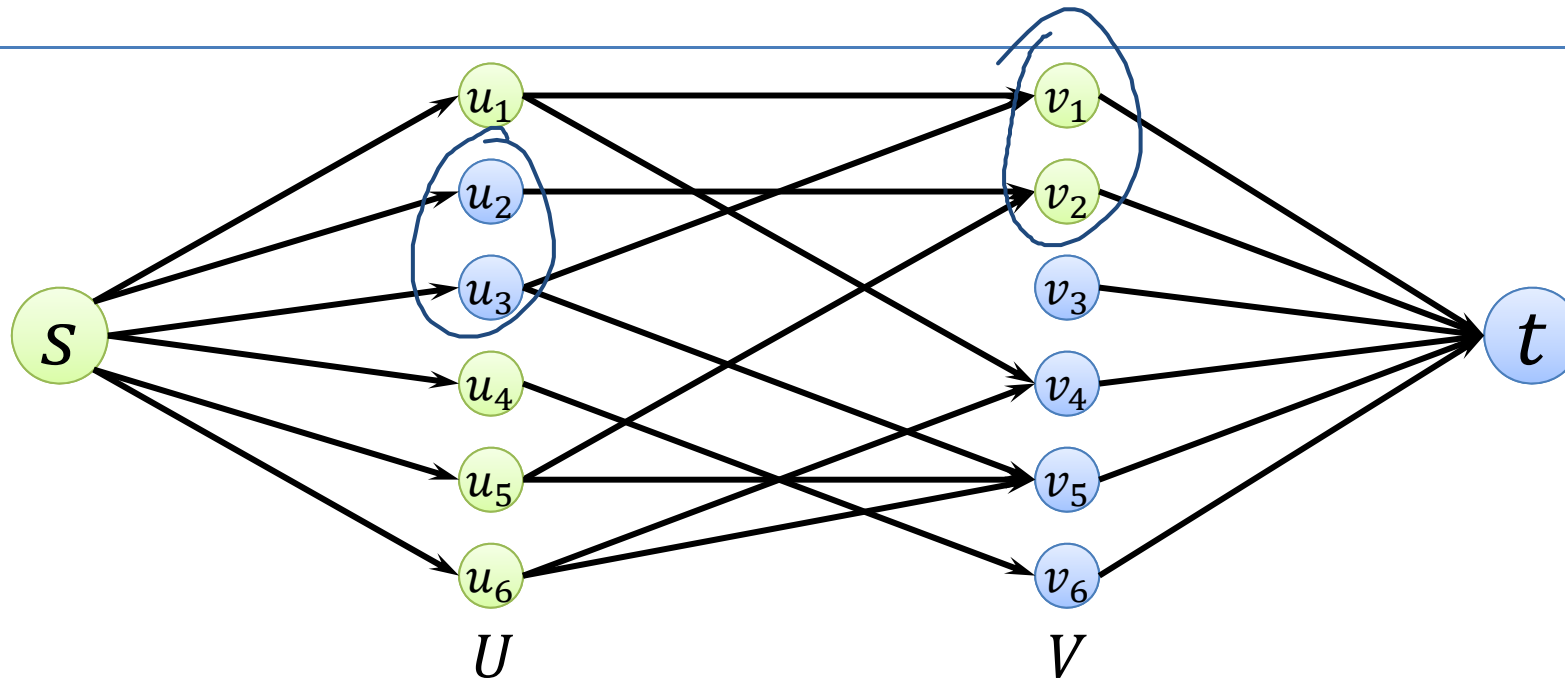 u₁ v₁
u₂ v₂
u₃ v₃
s t
u₄ v₄
u₅ v₅
u₆ v₆
U V